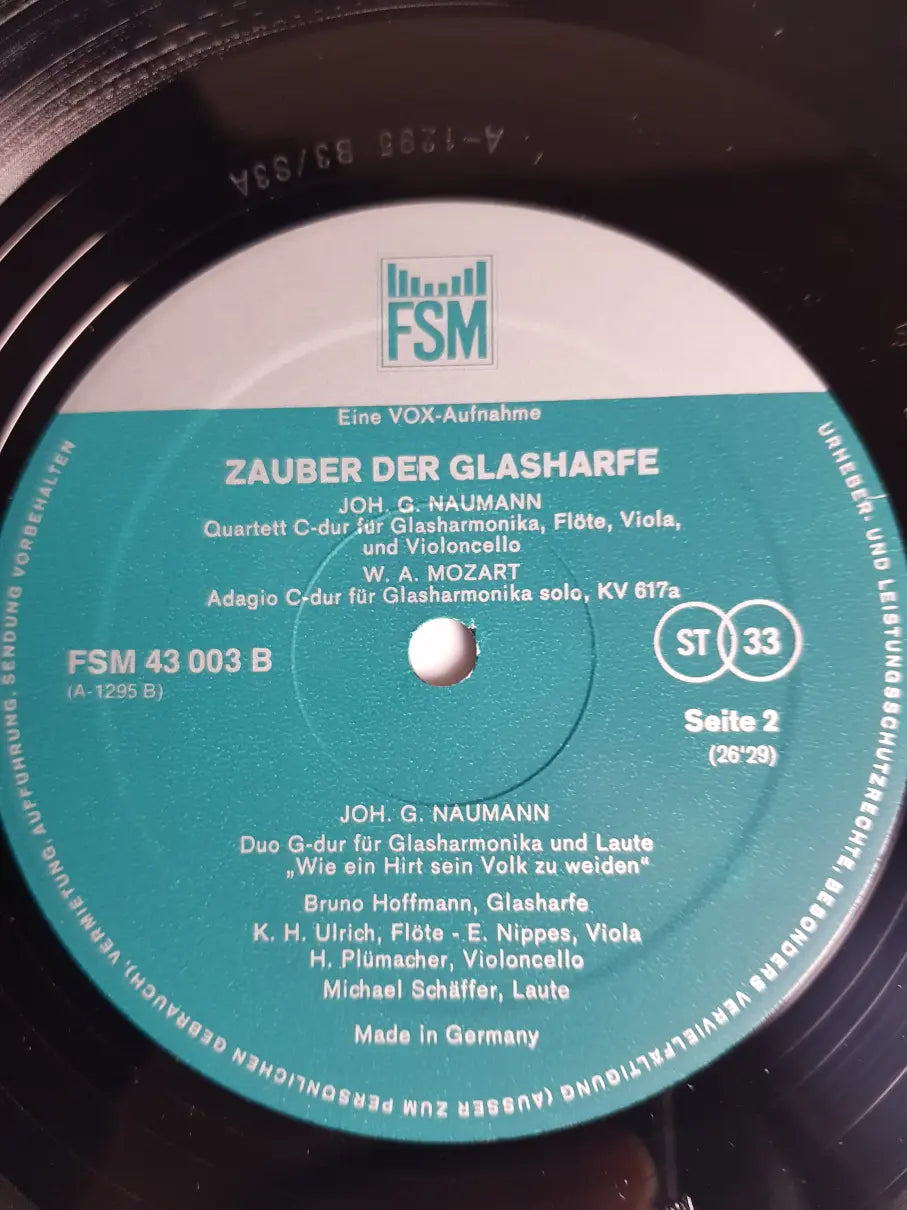 A-1295 B3/S3A
FSM
Eine VOX-Aufnahme
ZAUBER DER GLASHARFE
JOH. G. NAUMANN
Quartett C-dur für Glasharmonika, Flöte, Viola,
und Violoncello
W. A. MOZART
Adagio C-dur für Glasharmonika solo, KV 617a
FSM 43 003 B
(A-1295 B)
ST 33
Seite 2
(26'29)
JOH. G. NAUMANN
Duo G-dur für Glasharmonika und Laute
„Wie ein Hirt sein Volk zu weiden“
Bruno Hoffmann, Glasharfe
K. H. Ulrich, Flöte - E. Nippes, Viola
H. Plümacher, Violoncello
Michael Schäffer, Laute
Made in Germany
URHEBER- UND LEISTUNGSSCHUTZRECHTE, BESONDERS VERVIELFÄLTIGUNG (AUSSER ZUM PERSÖNLICHEN GEBRAUCH), VERMIETUNG, AUFFÜHRUNG, SENDUNG VORBEHALTEN